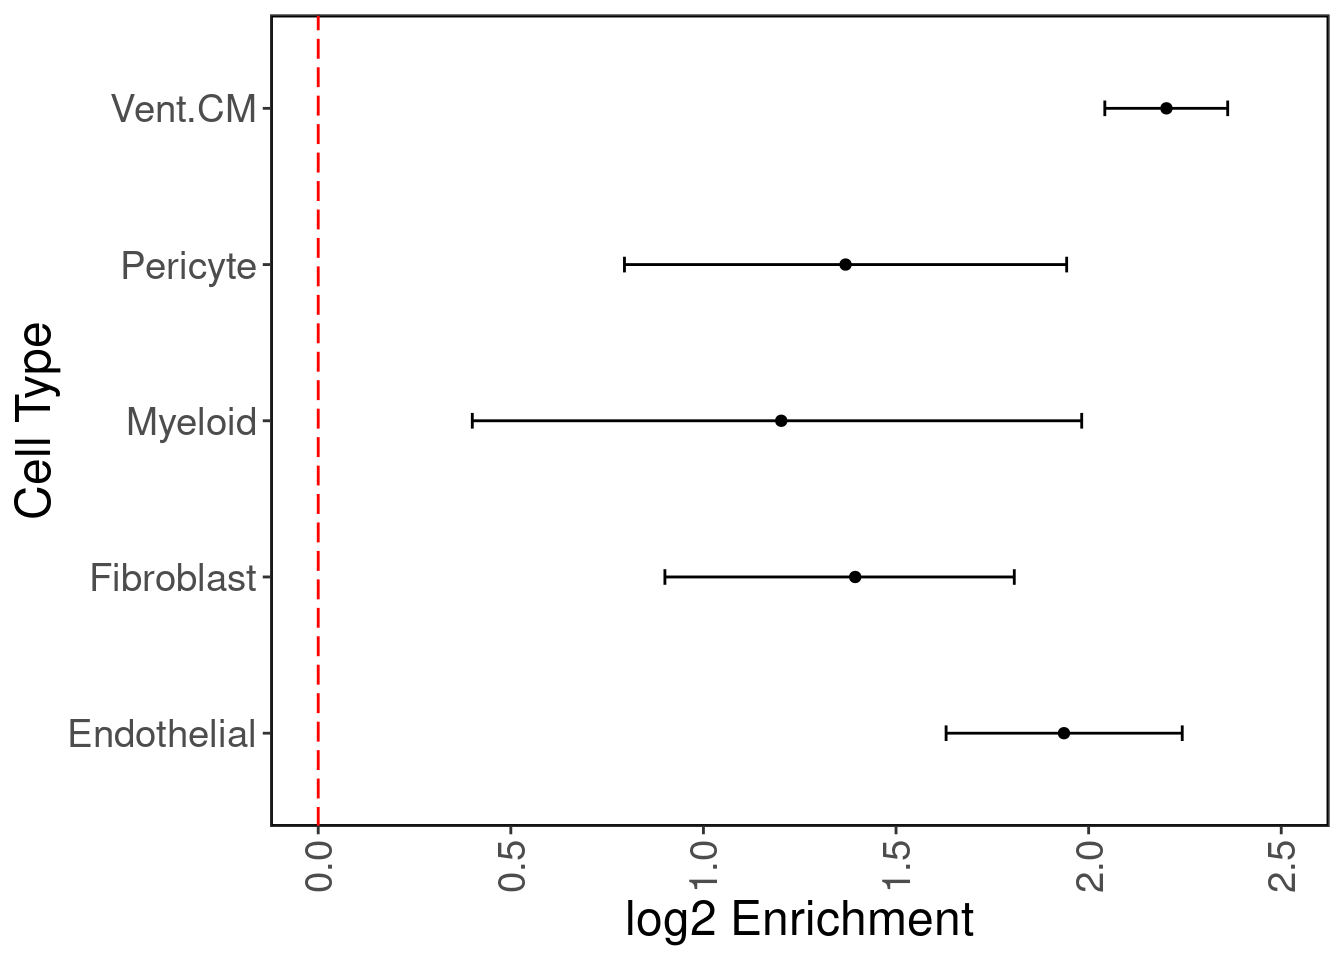 Cell Type
Vent.CM
Pericyte
Myeloid
Fibroblast
Endothelial
0.0
0.5
1.0
1.5
2.0
2.5
log2 Enrichment